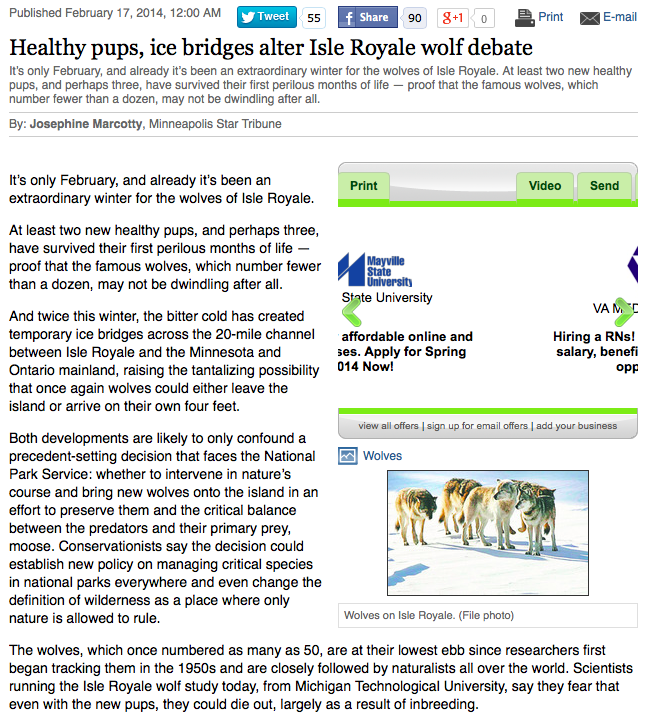 Published February 17, 2014, 12:00 AM
Tweet 55
Share 90
g+1 0
Print
E-mail
Healthy pups, ice bridges alter Isle Royale wolf debate
It's only February, and already it's been an extraordinary winter for the wolves of Isle Royale. At least two new healthy
pups, and perhaps three, have survived their first perilous months of life — proof that the famous wolves, which
number fewer than a dozen, may not be dwindling after all.
By: Josephine Marcotty, Minneapolis Star Tribune
It's only February, and already it's been an
extraordinary winter for the wolves of Isle Royale.
At least two new healthy pups, and perhaps three,
have survived their first perilous months of life —
proof that the famous wolves, which number fewer
than a dozen, may not be dwindling after all.
And twice this winter, the bitter cold has created
temporary ice bridges across the 20-mile channel
between Isle Royale and the Minnesota and
Ontario mainland, raising the tantalizing possibility
that once again wolves could either leave the
island or arrive on their own four feet.
Both developments are likely to only confound a
precedent-setting decision that faces the National
Park Service: whether to intervene in nature's
course and bring new wolves onto the island in an
effort to preserve them and the critical balance
between the predators and their primary prey,
moose. Conservationists say the decision could
establish new policy on managing critical species
in national parks everywhere and even change the
definition of wilderness as a place where only
nature is allowed to rule.
Print
Video
Send
Mayville
State
University
State University
affordable online and
ses. Apply for Spring
014 Now!
VA MED
Hiring a RNs!
salary, benefi
opp
view all offers | sign up for email offers | add your business
Wolves
Wolves on Isle Royale. (File photo)
The wolves, which once numbered as many as 50, are at their lowest ebb since researchers first
began tracking them in the 1950s and are closely followed by naturalists all over the world. Scientists
running the Isle Royale wolf study today, from Michigan Technological University, say they fear that
even with the new pups, they could die out, largely as a result of inbreeding.